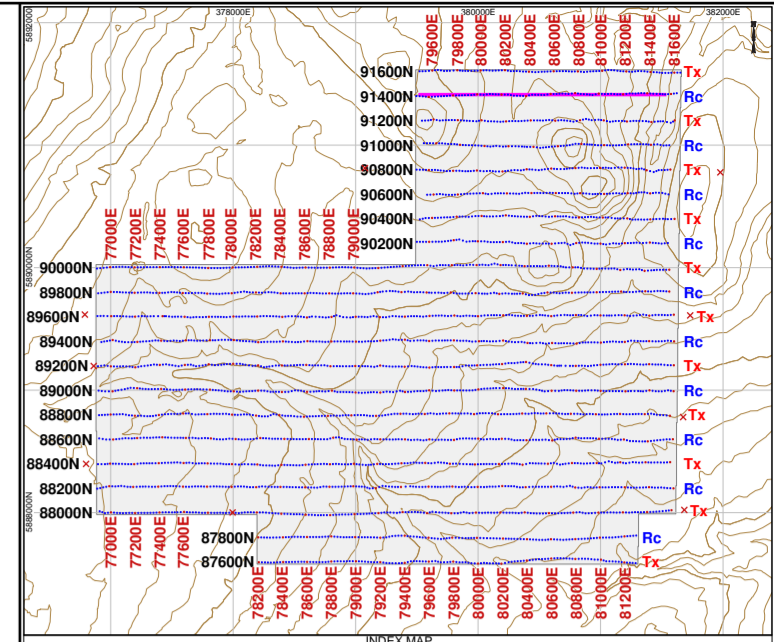 378000E 380000E 382000E
5892000
79600E 79800E 80000E 80200E 80400E 80600E 80800E 81000E 81200E 81400E 81600E
91600N Tx
91400N Rc
91200N Tx
91000N Rc
90800N Tx
90600N Rc
90400N Tx
90200N Rc
77000E 77200E 77400E 77600E 77800E 78000E 78200E 78400E 78600E 78800E 79000E
5890000N
90000N Tx
89800N Rc
89600N Tx
89400N Rc
89200N Tx
89000N Rc
88800N Tx
88600N Rc
88400N Tx
88200N Rc
5888000N
88000N Tx
77000E 77200E 77400E 77600E
87800N Rc
87600N Tx
78200E 78400E 78600E 78800E 79000E 79200E 79400E 79600E 79800E 80000E 80200E 80400E 80600E 80800E 81000E 81200E
INDEX MAP